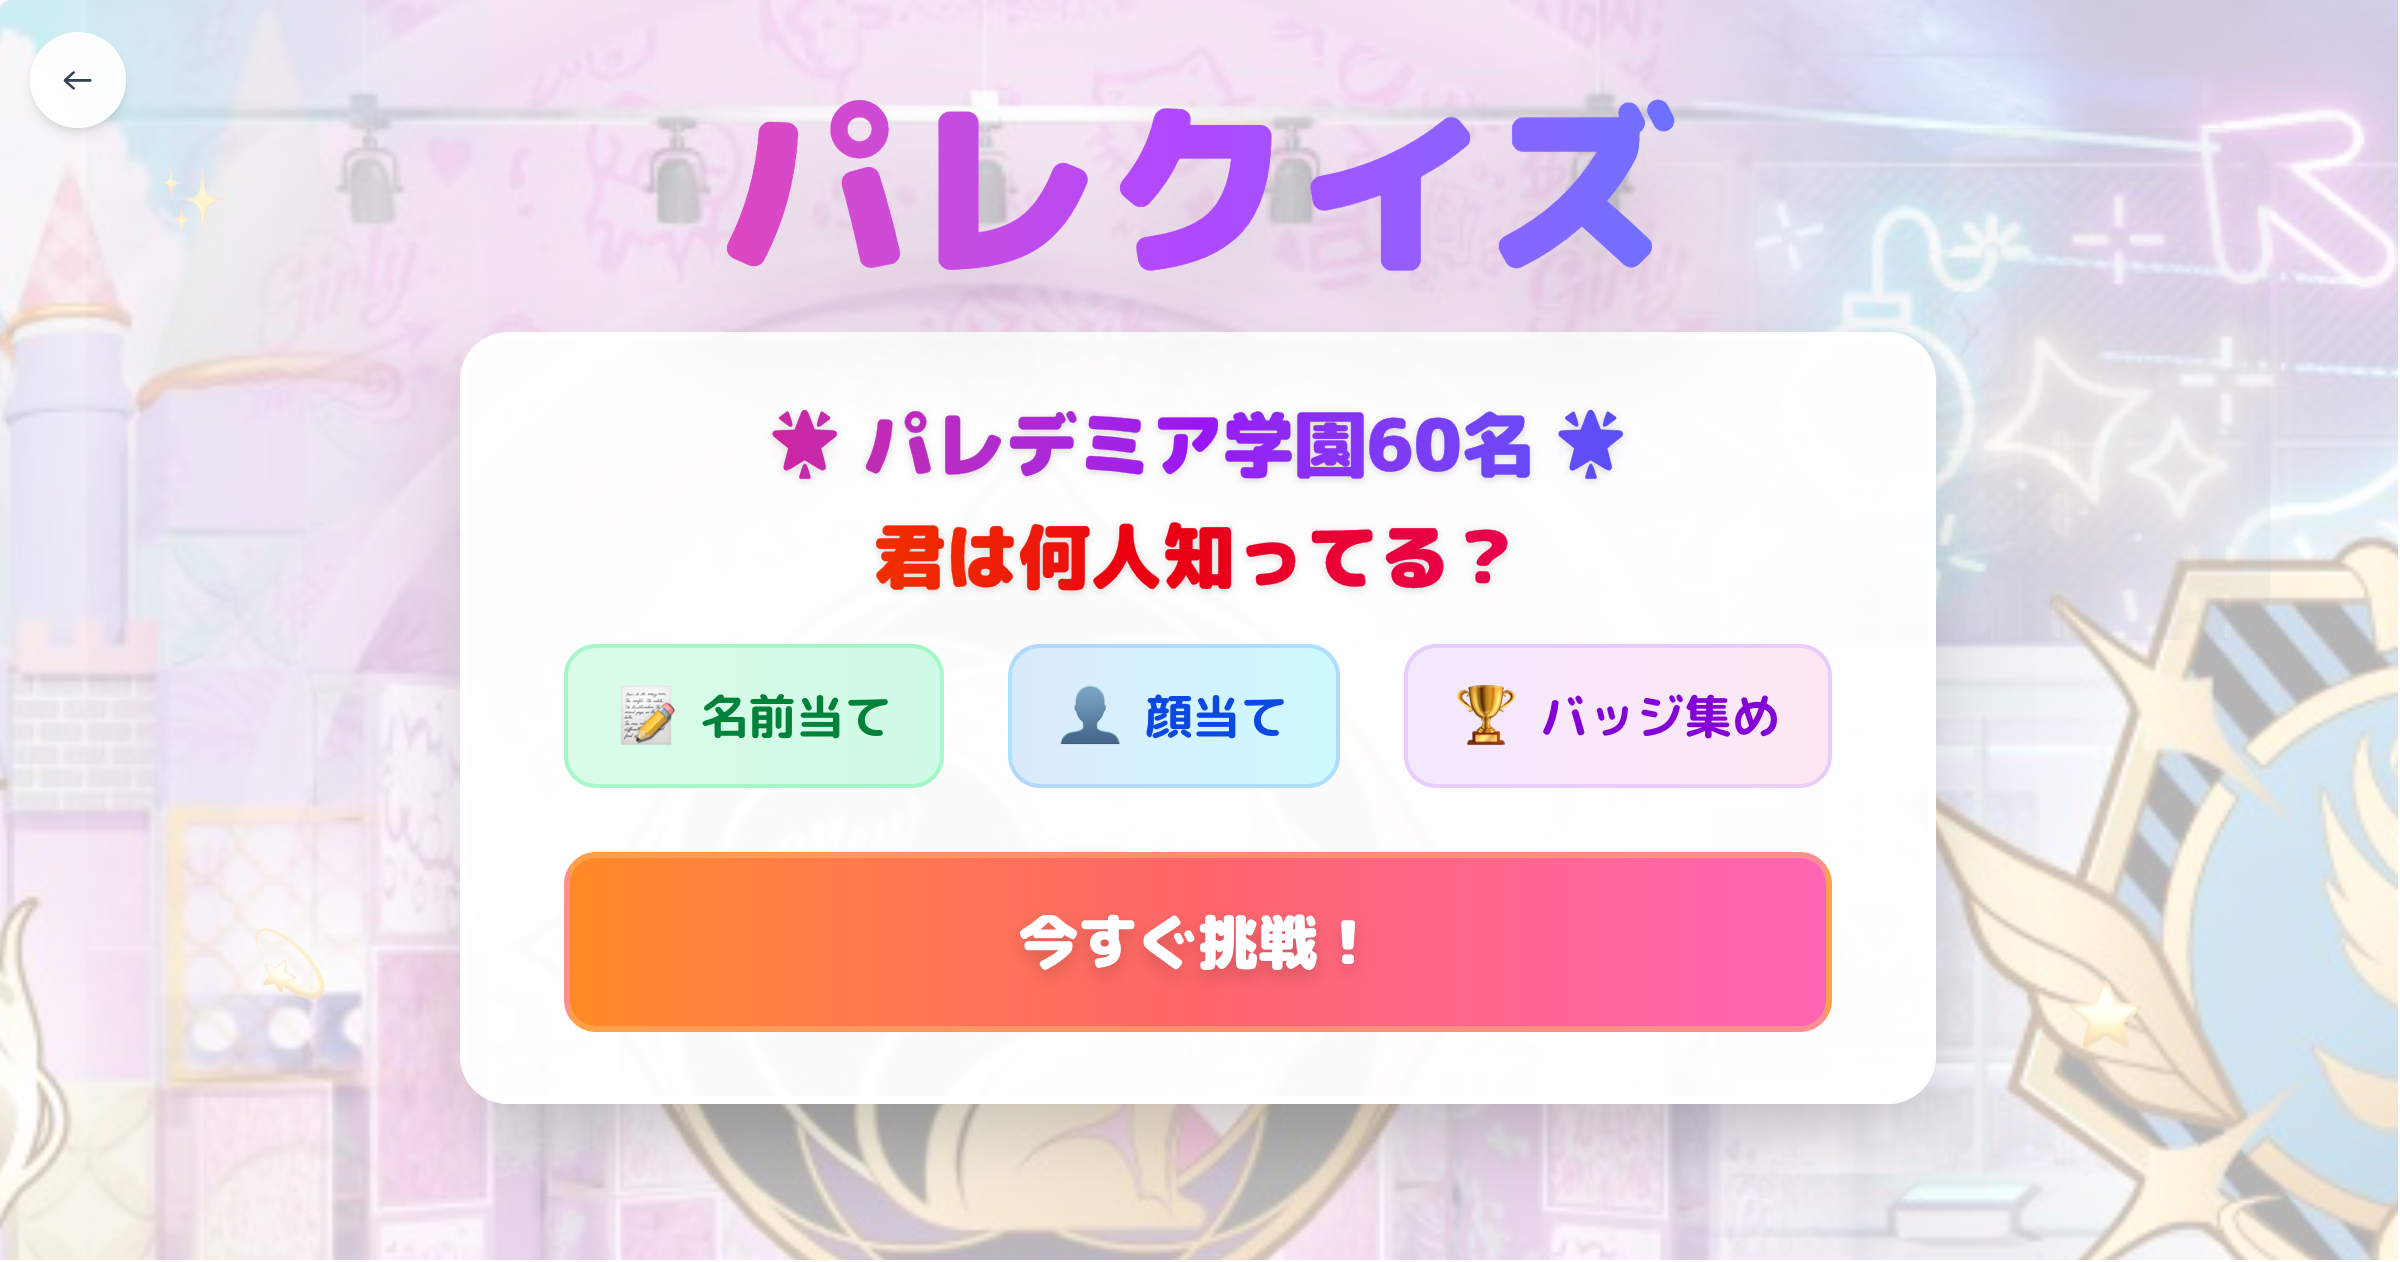 パレクイズ
🌟 パレデミア学園60名 🌟
君は何人知ってる？
📝 名前当て
👤 顔当て
🏆 バッジ集め
今すぐ挑戦！
Girly
Girly